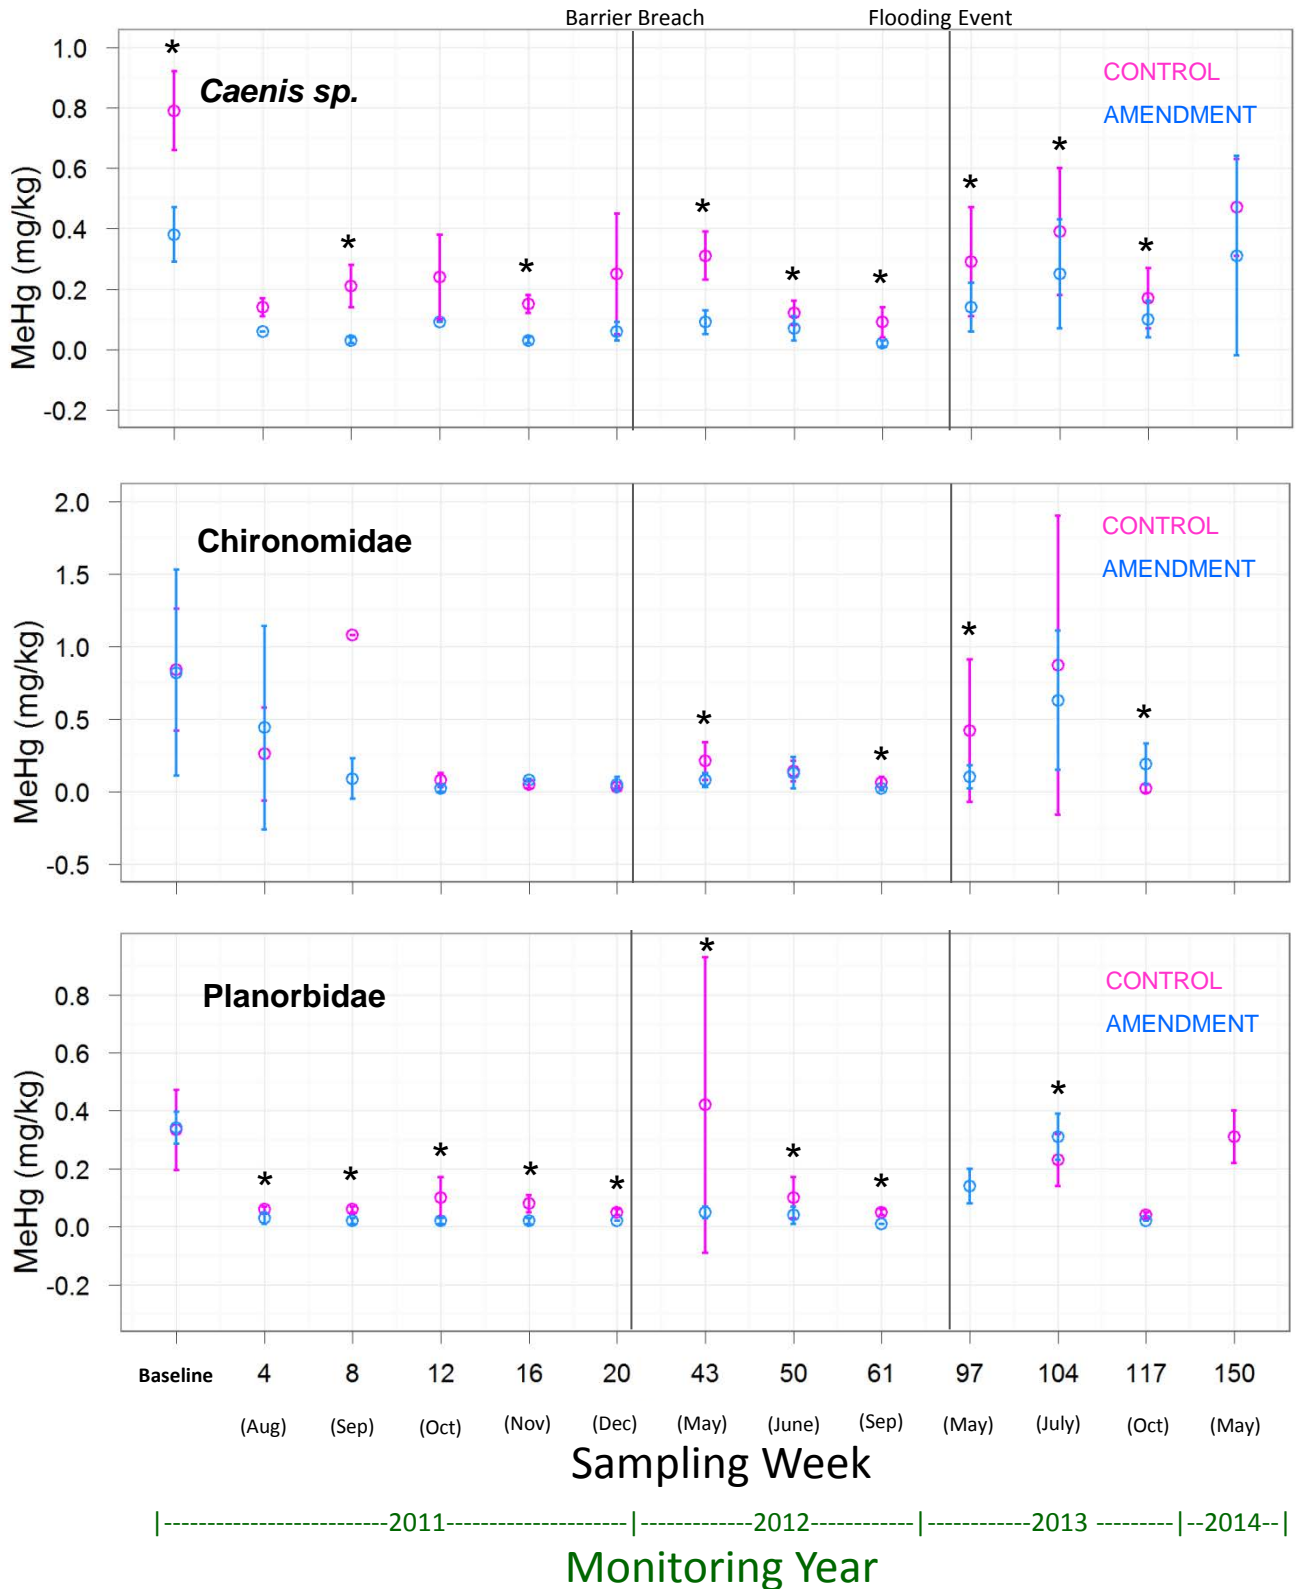 Barrier Breach Flooding Event
1.0
*
CONTROL
Caenis sp.
0.8
AMENDMENT
*
0.6
*
*
MeHg (mg/kg)
0.4
* * *
* * *
0.2
0.0
-0.2
2.0
CONTROL
Chironomidae
1.5
AMENDMENT
*
1.0
MeHg (mg/kg)
* *
0.5
*
0.0
-0.5
*
CONTROL
Planorbidae
0.8
AMENDMENT
0.6
*
MeHg (mg/kg)
0.4
* *
* * * * *
0.2
0.0
-0.2
Baseline 4 8 12 16 20 43 50 61 97 104 117 150
(Aug) (Sep) (Oct) (Nov) (Dec) (May) (June) (Sep) (May) (July) (Oct) (May)
Sampling Week
|--------------------------2011---------------------| |-------------2012------------| |------------2013 ---------| |--2014--|
Monitoring Year